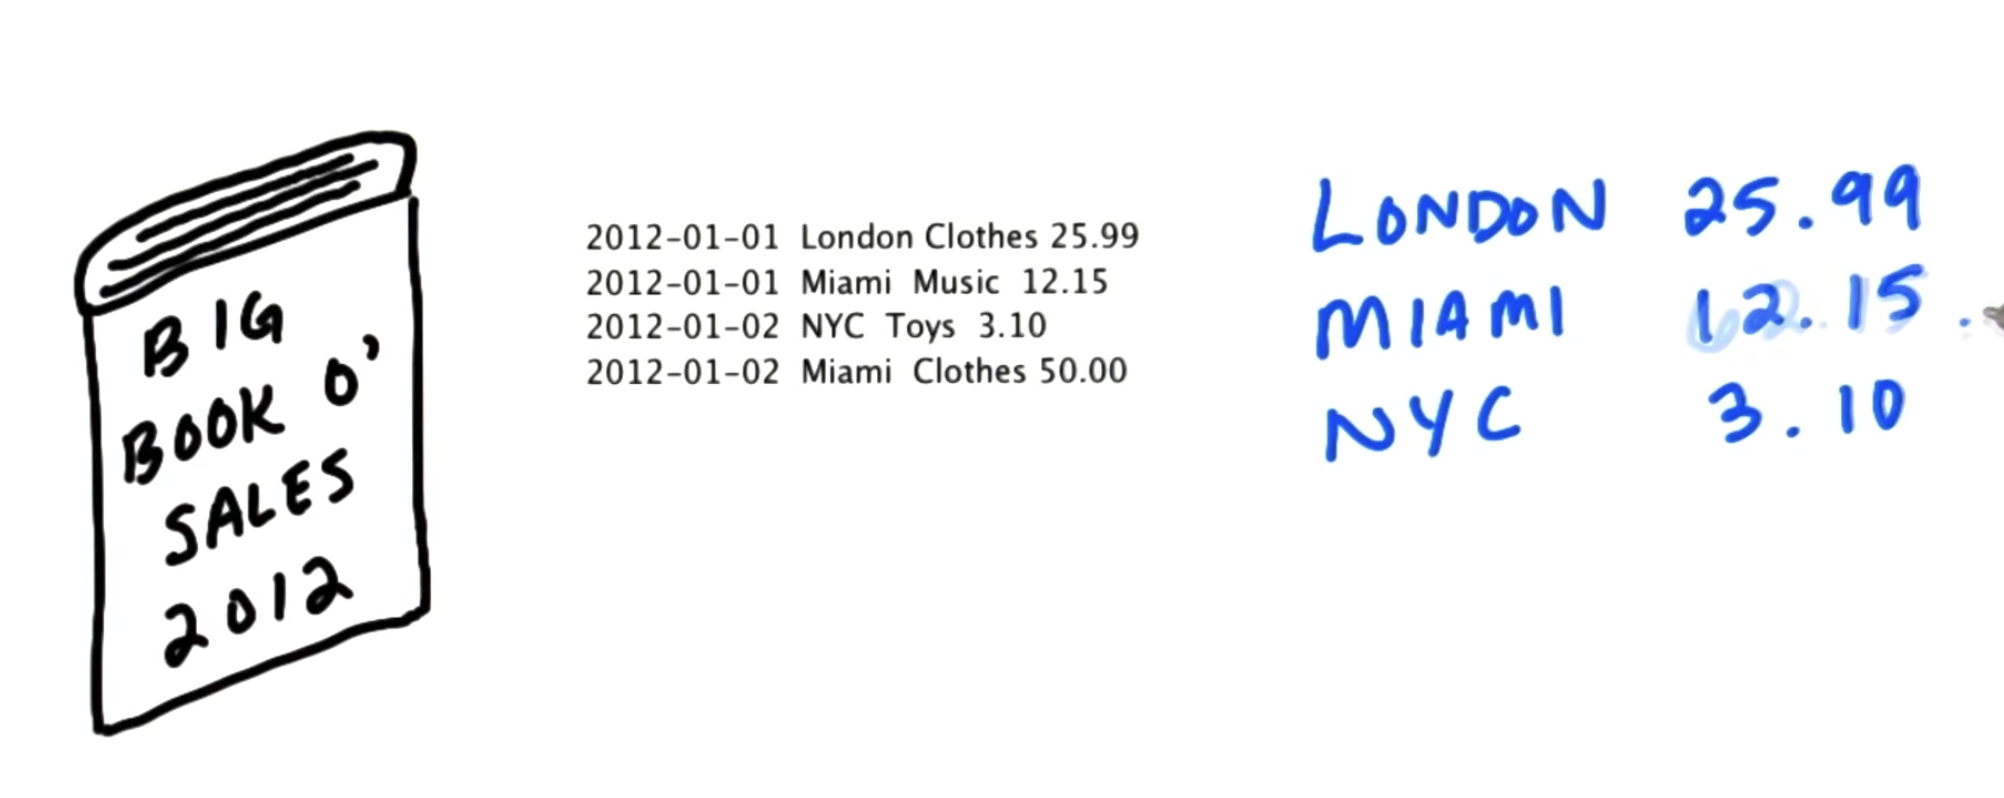 BIG
BOOK O'
SALES
2012
2012-01-01 London Clothes 25.99
2012-01-01 Miami Music 12.15
2012-01-02 NYC Toys 3.10
2012-01-02 Miami Clothes 50.00
LONDON 25.99
MIAMI 12.15
NYC 3.10